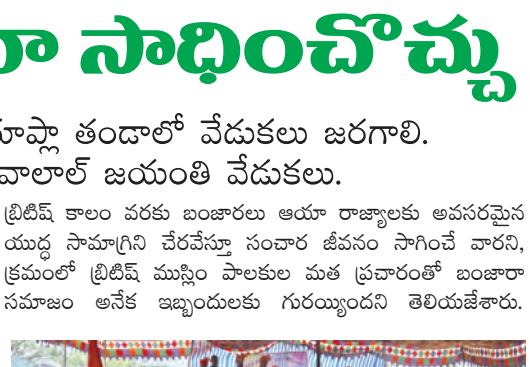 సాధించొచ్చు
తండాలో వేడుకలు జరగాలి.
జయంతి వేడుకలు.
బ్రిటిష్ కాలం వరకు బంజారలు ఆయా రాజ్యాలకు అవసరమైన
యుద్ధ సామాగ్రిని చేరవేస్తూ సంచార జీవనం సాగించే వారని,
క్రమంలో బ్రిటిష్ ముస్లిం పాలకుల మత ప్రచారంతో బంజారా
సమాజం అనేక ఇబ్బందులకు గురయ్యిందని తెలియజేశారు.